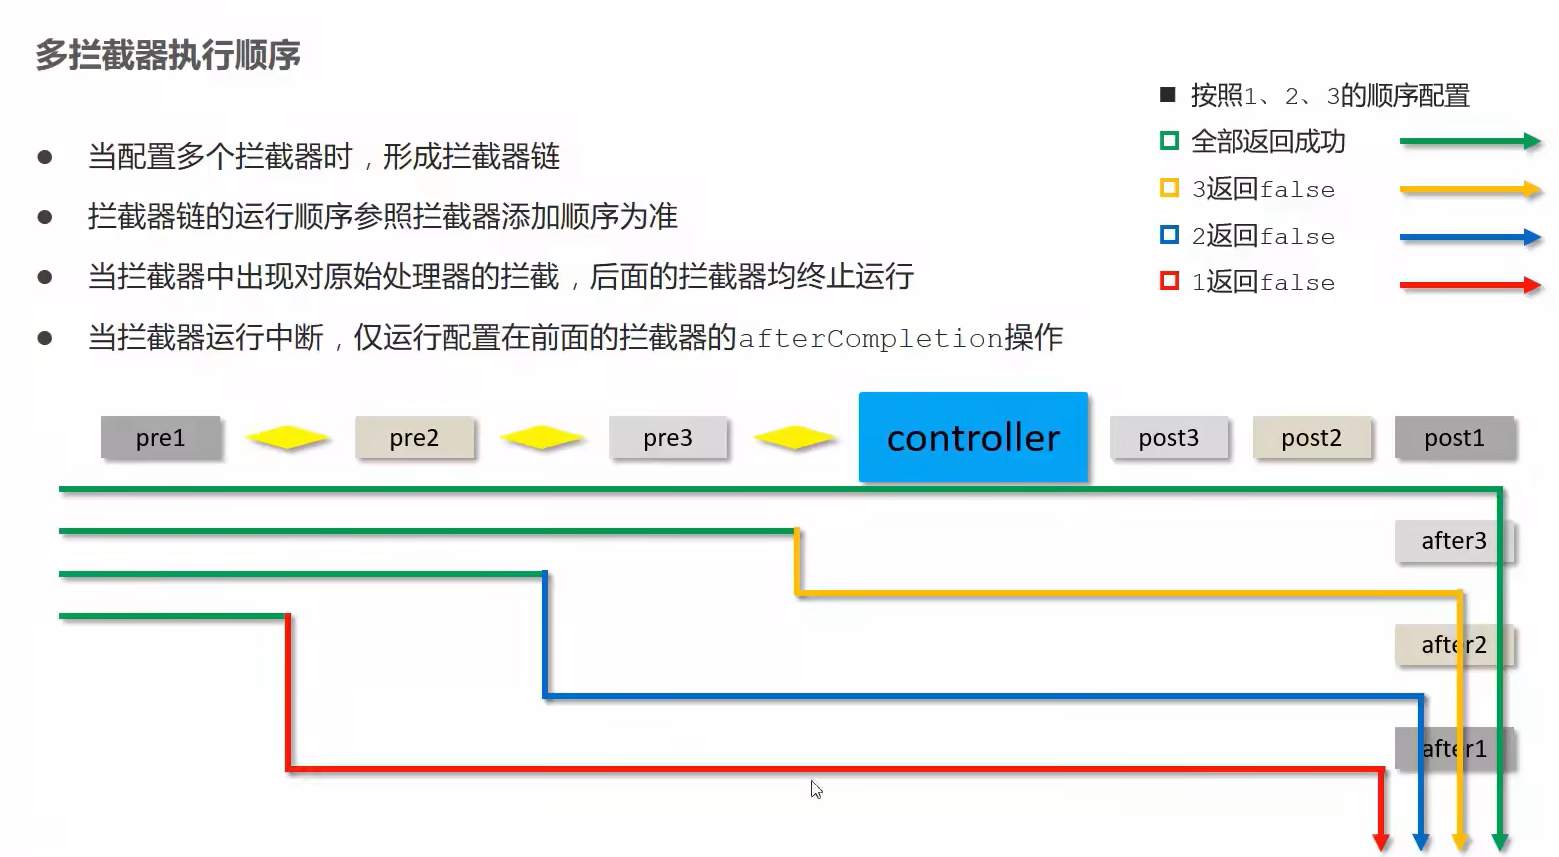 多拦截器执行顺序
当配置多个拦截器时，形成拦截器链
拦截器链的运行顺序参照拦截器添加顺序为准
当拦截器中出现对原始处理器的拦截，后面的拦截器均终止运行
当拦截器运行中断，仅运行配置在前面的拦截器的afterCompletion操作
按照1、2、3的顺序配置
全部返回成功
3返回false
2返回false
1返回false
pre1 pre2 pre3 controller post3 post2 post1
after3
after2
after1